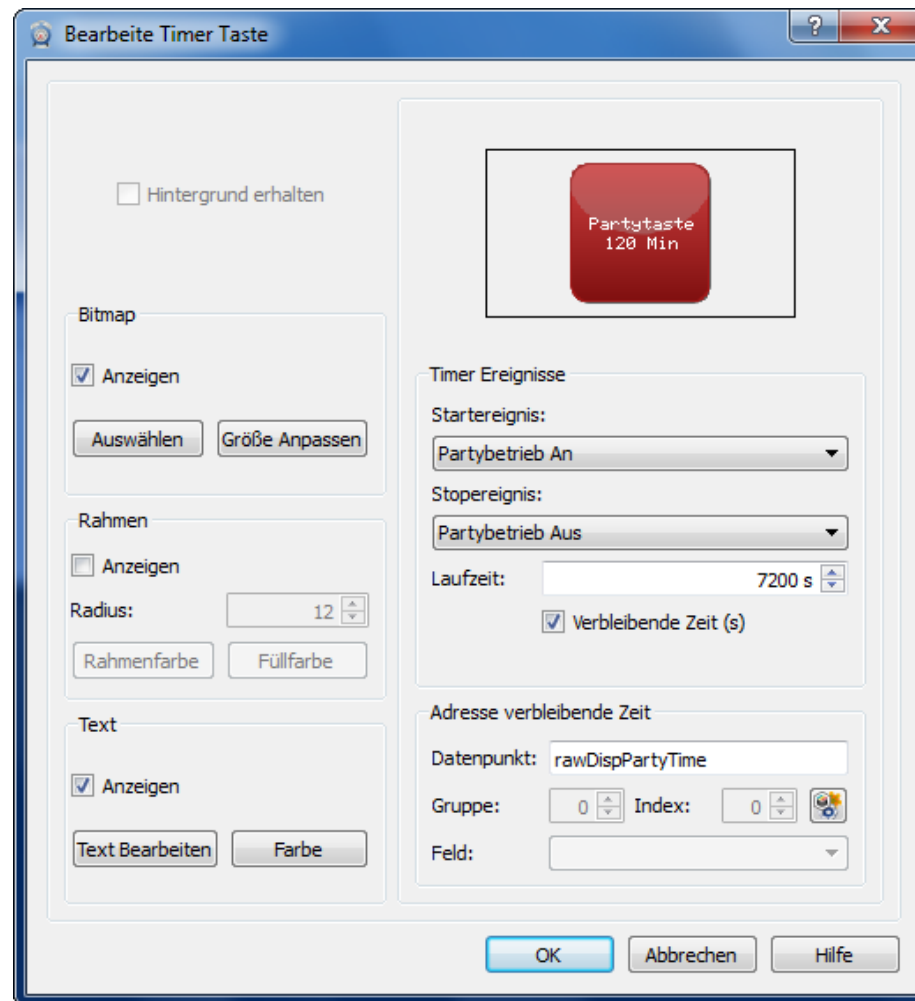 Bearbeite Timer Taste
?
Hintergrund erhalten
Bitmap
Anzeigen
Auswählen
Größe Anpassen
Rahmen
Anzeigen
Radius:
12
Rahmenfarbe
Füllfarbe
Text
Anzeigen
Text Bearbeiten
Farbe
Partytaste
120 Min
Timer Ereignisse
Startereignis:
Partybetrieb An
Stopereignis:
Partybetrieb Aus
Laufzeit:
7200 s
Verbleibende Zeit (s)
Adresse verbleibende Zeit
Datenpunkt:
rawDispPartyTime
Gruppe:
0
Index:
0
Feld:
OK
Abbrechen
Hilfe